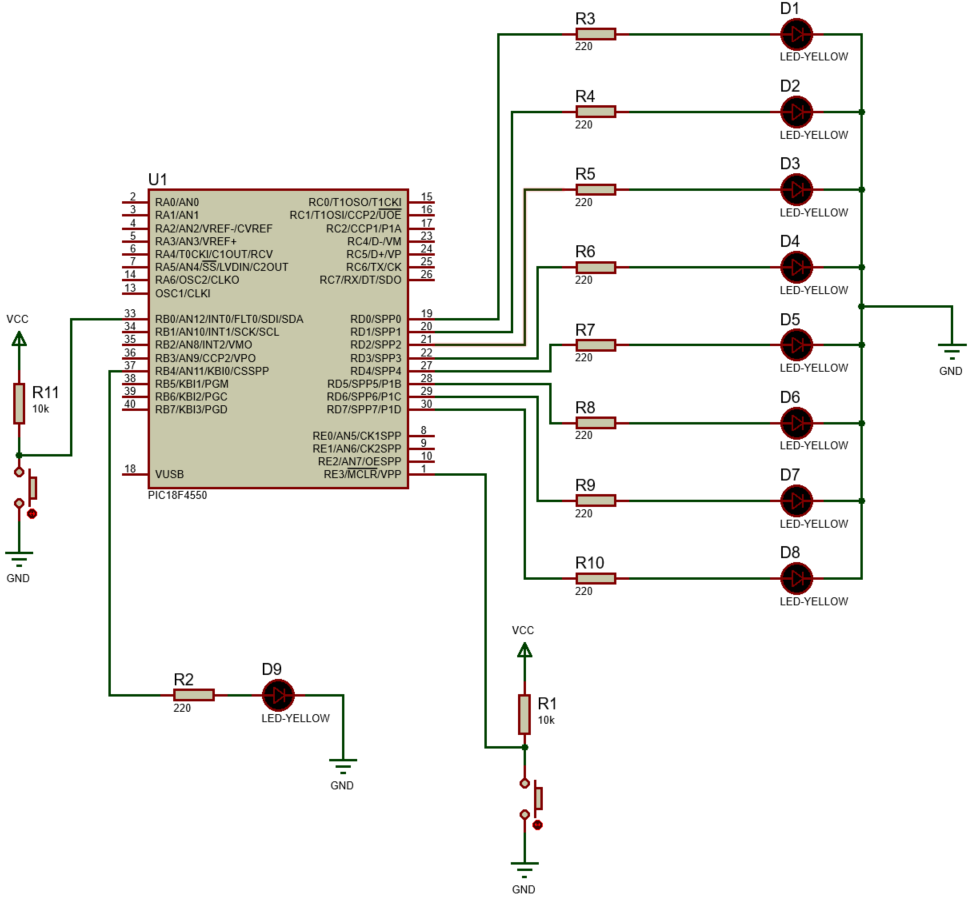 D1
R3
220
LED-YELLOW
D2
R4
220
LED-YELLOW
D3
R5
220
LED-YELLOW
D4
R6
220
LED-YELLOW
D5
R7
220
LED-YELLOW
D6
R8
220
LED-YELLOW
D7
R9
220
LED-YELLOW
D8
R10
220
LED-YELLOW
GND
U1
2 RA0/AN0 RC0/T1OSO/T1CKI 15
3 RA1/AN1 RC1/T1OSI/CCP2/UOE 16
4 RA2/AN2/VREF-/CVREF RC2/CCP1/P1A 17
5 RA3/AN3/VREF+ RC4/D-/VM 23
6 RA4/T0CKI/C1OUT/RCV RC5/D+/VP 24
7 RA5/AN4/SS/LVDIN/C2OUT RC6/TX/CK 25
14 RA6/OSC2/CLKO RC7/RX/DT/SDO 26
13 OSC1/CLKI
33 RB0/AN12/INT0/FLT0/SDI/SDA RD0/SPP0 19
34 RB1/AN10/INT1/SCK/SCL RD1/SPP1 20
35 RB2/AN8/INT2/VMO RD2/SPP2 21
36 RB3/AN9/CCP2/VPO RD3/SPP3 22
37 RB4/AN11/KBI0/CSSPP RD4/SPP4 27
38 RB5/KBI1/PGM RD5/SPP5/P1B 28
39 RB6/KBI2/PGC RD6/SPP6/P1C 29
40 RB7/KBI3/PGD RD7/SPP7/P1D 30
RE0/AN5/CK1SPP 8
RE1/AN6/CK2SPP 9
RE2/AN7/OESPP 10
18 VUSB RE3/MCLR/VPP 1
PIC18F4550
VCC
R11
10k
GND
R2
220
D9
LED-YELLOW
GND
VCC
R1
10k
GND